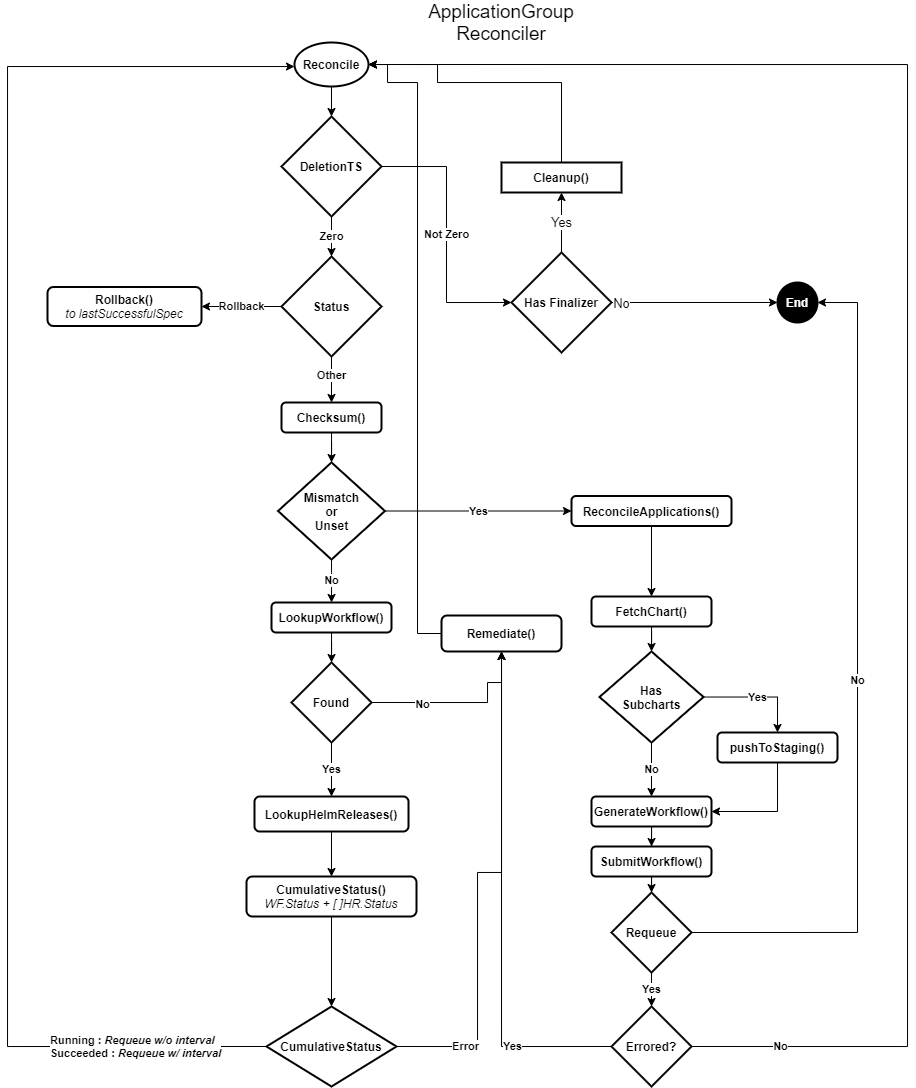 ApplicationGroup
Reconciler
Reconcile
DeletionTS
Cleanup()
Yes
Zero
Not Zero
Rollback()
to lastSuccessfulSpec
Rollback
Status
Has Finalizer
No
End
Other
Checksum()
Mismatch
or
Unset
Yes
ReconcileApplications()
No
LookupWorkflow()
Remediate()
FetchChart()
Found
No
Has
Subcharts
Yes
No
pushToStaging()
Yes
No
LookupHelmReleases()
GenerateWorkflow()
SubmitWorkflow()
CumulativeStatus()
WF.Status + [ ]HR.Status
Requeue
Yes
Running : Requeue w/o interval
Succeeded : Requeue w/ interval
CumulativeStatus
Error
Yes
Errored?
No